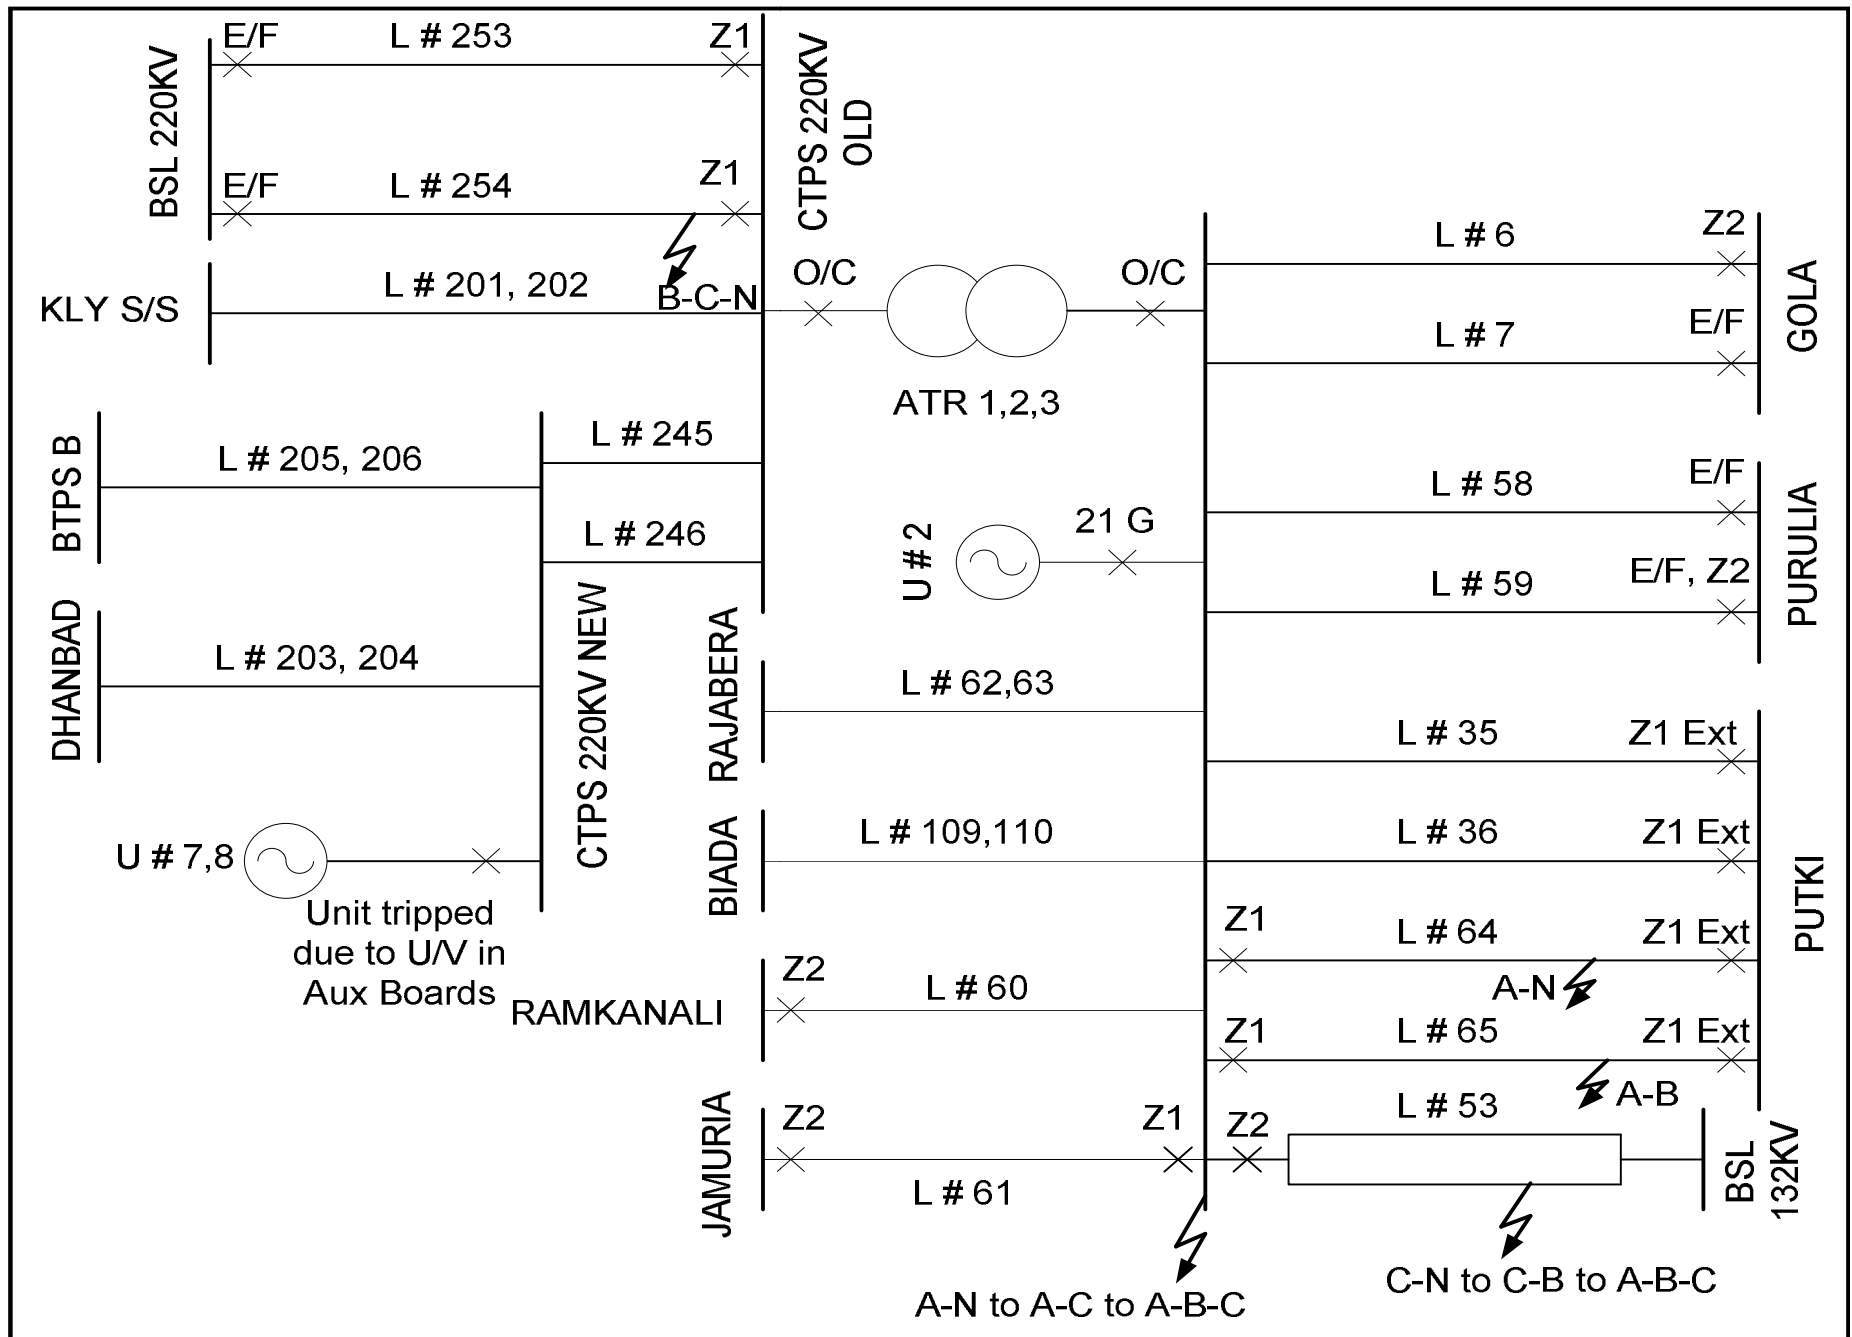 E/F
L # 253
Z1
BSL 220KV
CTPS 220KV
OLD
E/F
L # 254
Z1
B-C-N
KLY S/S
L # 201, 202
O/C
O/C
ATR 1,2,3
L # 6
Z2
L # 7
E/F
GOLA
BTPS B
L # 205, 206
L # 245
L # 246
U # 2
21 G
L # 58
E/F
L # 59
E/F, Z2
PURULIA
DHANBAD
L # 203, 204
CTPS 220KV NEW
RAJABERA
L # 62,63
L # 35
Z1 Ext
U # 7,8
Unit tripped
due to U/V in
Aux Boards
BIADA
L # 109,110
L # 36
Z1 Ext
PUTKI
Z1
L # 64
Z1 Ext
A-N
RAMKANALI
Z2
L # 60
Z1
L # 65
Z1 Ext
A-B
JAMURIA
Z2
L # 61
Z1
Z2
L # 53
BSL
132KV
A-N to A-C to A-B-C
C-N to C-B to A-B-C